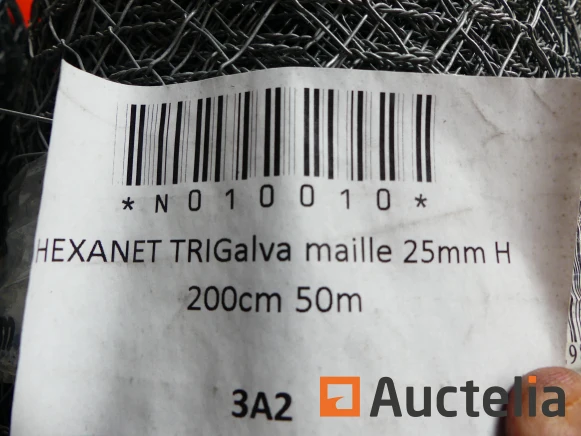 *N010010*
HEXANET TRIGalva maille 25mm H
200cm 50m
3A2
Auctelia